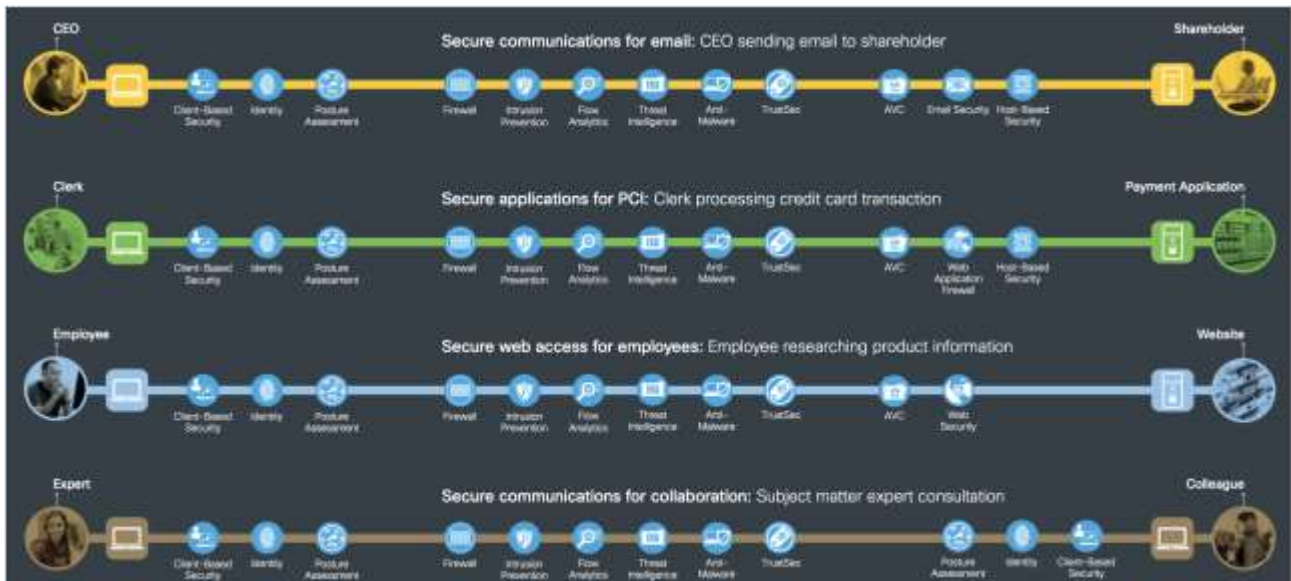 CEO
Secure communications for email: CEO sending email to shareholder
Shareholder
Client-Based
Security
Identity
Posture
Assessment
Firewall
Intrusion
Prevention
Flow
Analytics
Threat
Intelligence
Anti-
Malware
TrustSec
AVC
Email Security
Host-Based
Security
Clerk
Secure applications for PCI: Clerk processing credit card transaction
Payment Application
Client-Based
Security
Identity
Posture
Assessment
Firewall
Intrusion
Prevention
Flow
Analytics
Threat
Intelligence
Anti-
Malware
TrustSec
AVC
Web
Application
Firewall
Host-Based
Security
Employee
Secure web access for employees: Employee researching product information
Website
Client-Based
Security
Identity
Posture
Assessment
Firewall
Intrusion
Prevention
Flow
Analytics
Threat
Intelligence
Anti-
Malware
TrustSec
AVC
Web
Security
Expert
Secure communications for collaboration: Subject matter expert consultation
Colleague
Client-Based
Security
Identity
Posture
Assessment
Firewall
Intrusion
Prevention
Flow
Analytics
Threat
Intelligence
Anti-
Malware
TrustSec
Posture
Assessment
Identity
Client-Based
Security